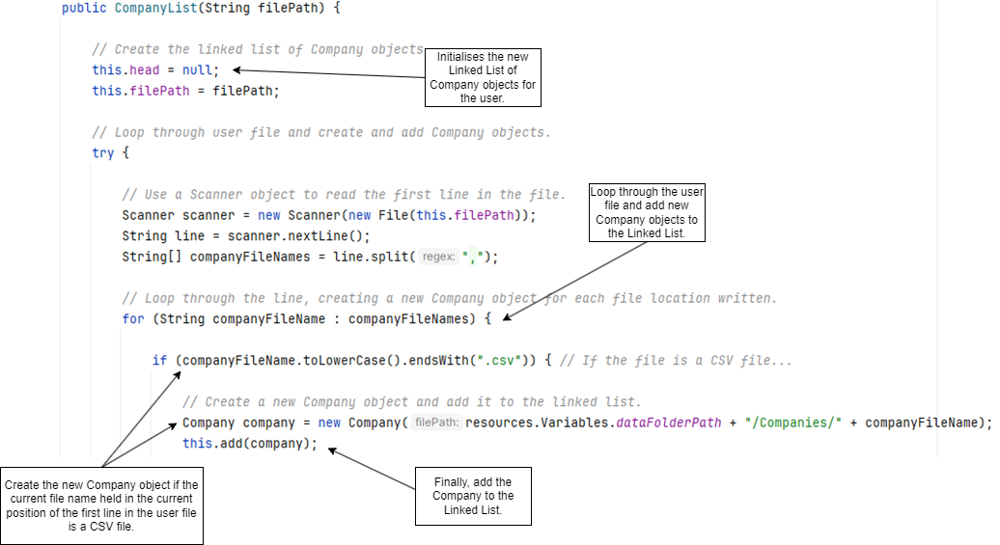 public CompanyList(String filePath) {
// Create the linked list of Company objects
this.head = null;
this.filePath = filePath;
Initialises the new
Linked List of
Company objects for
the user.
// Loop through user file and create and add Company objects.
try {
// Use a Scanner object to read the first line in the file.
Scanner scanner = new Scanner(new File(this.filePath));
String line = scanner.nextLine();
String[] companyFileNames = line.split( regex: ",");
Loop through the user
file and add new
Company objects to
the Linked List.
// Loop through the line, creating a new Company object for each file location written.
for (String companyFileName : companyFileNames) {
if (companyFileName.toLowerCase().endsWith(".csv")) { // If the file is a CSV file...
// Create a new Company object and add it to the linked list.
Company company = new Company( filePath: resources.Variables.dataFolderPath + "/Companies/" + companyFileName);
this.add(company);
Create the new Company object if the
current file name held in the current
position of the first line in the user file
is a CSV file.
Finally, add the
Company to the
Linked List.